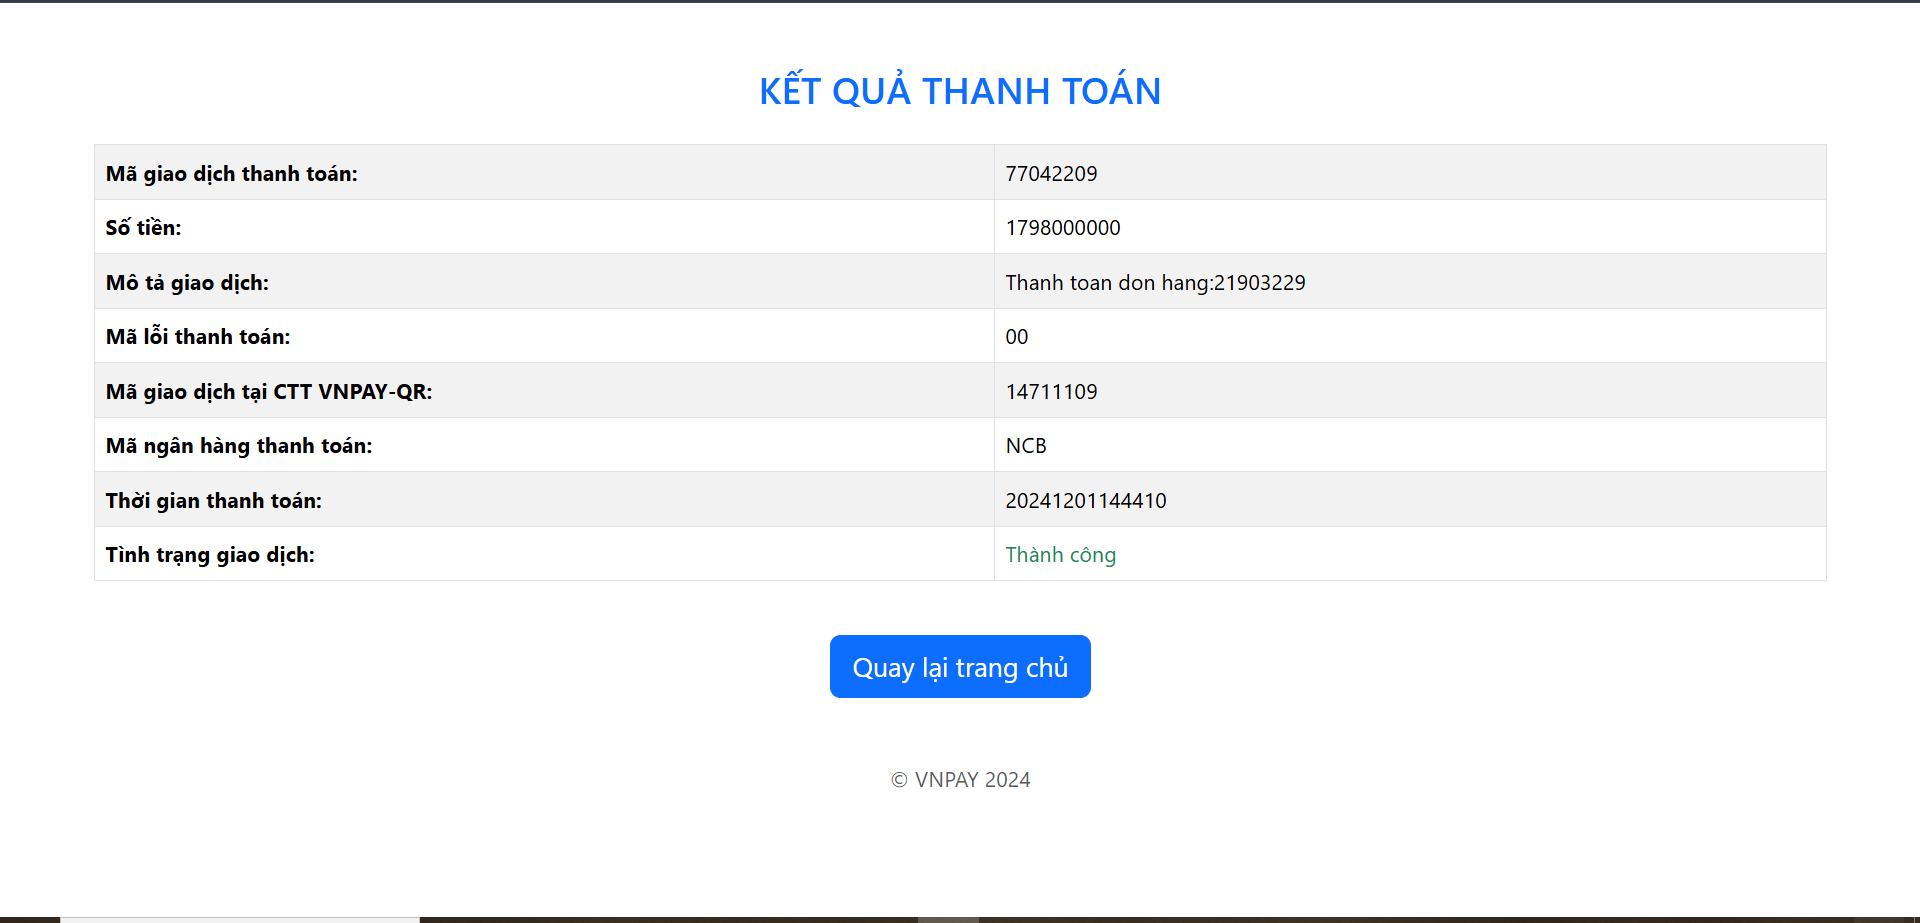 KẾT QUẢ THANH TOÁN
Mã giao dịch thanh toán: 77042209
Số tiền: 1798000000
Mô tả giao dịch: Thanh toan don hang:21903229
Mã lỗi thanh toán: 00
Mã giao dịch tại CTT VNPAY-QR: 14711109
Mã ngân hàng thanh toán: NCB
Thời gian thanh toán: 20241201144410
Tình trạng giao dịch: Thành công
Quay lại trang chủ
© VNPAY 2024